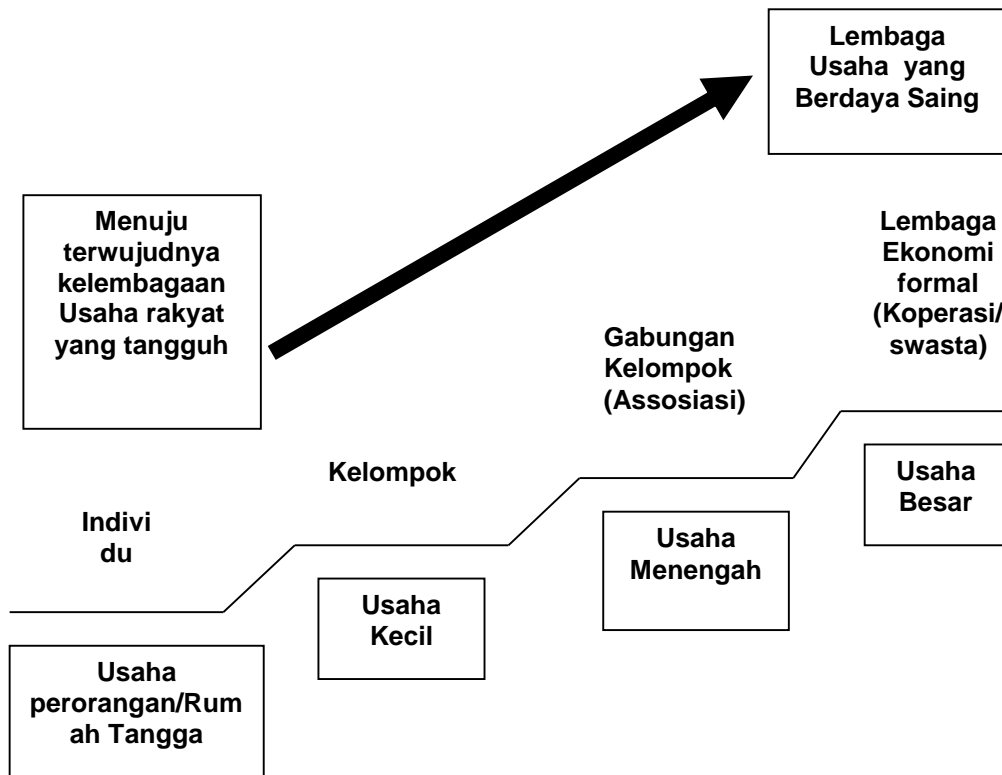 Lembaga
Usaha yang
Berdaya Saing
Menuju
terwujudnya
kelembagaan
Usaha rakyat
yang tangguh
Lembaga
Ekonomi
formal
(Koperasi/
swasta)
Gabungan
Kelompok
(Assosiasi)
Kelompok
Indivi
du
Usaha
Besar
Usaha
Menengah
Usaha
Kecil
Usaha
perorangan/Rum
ah Tangga